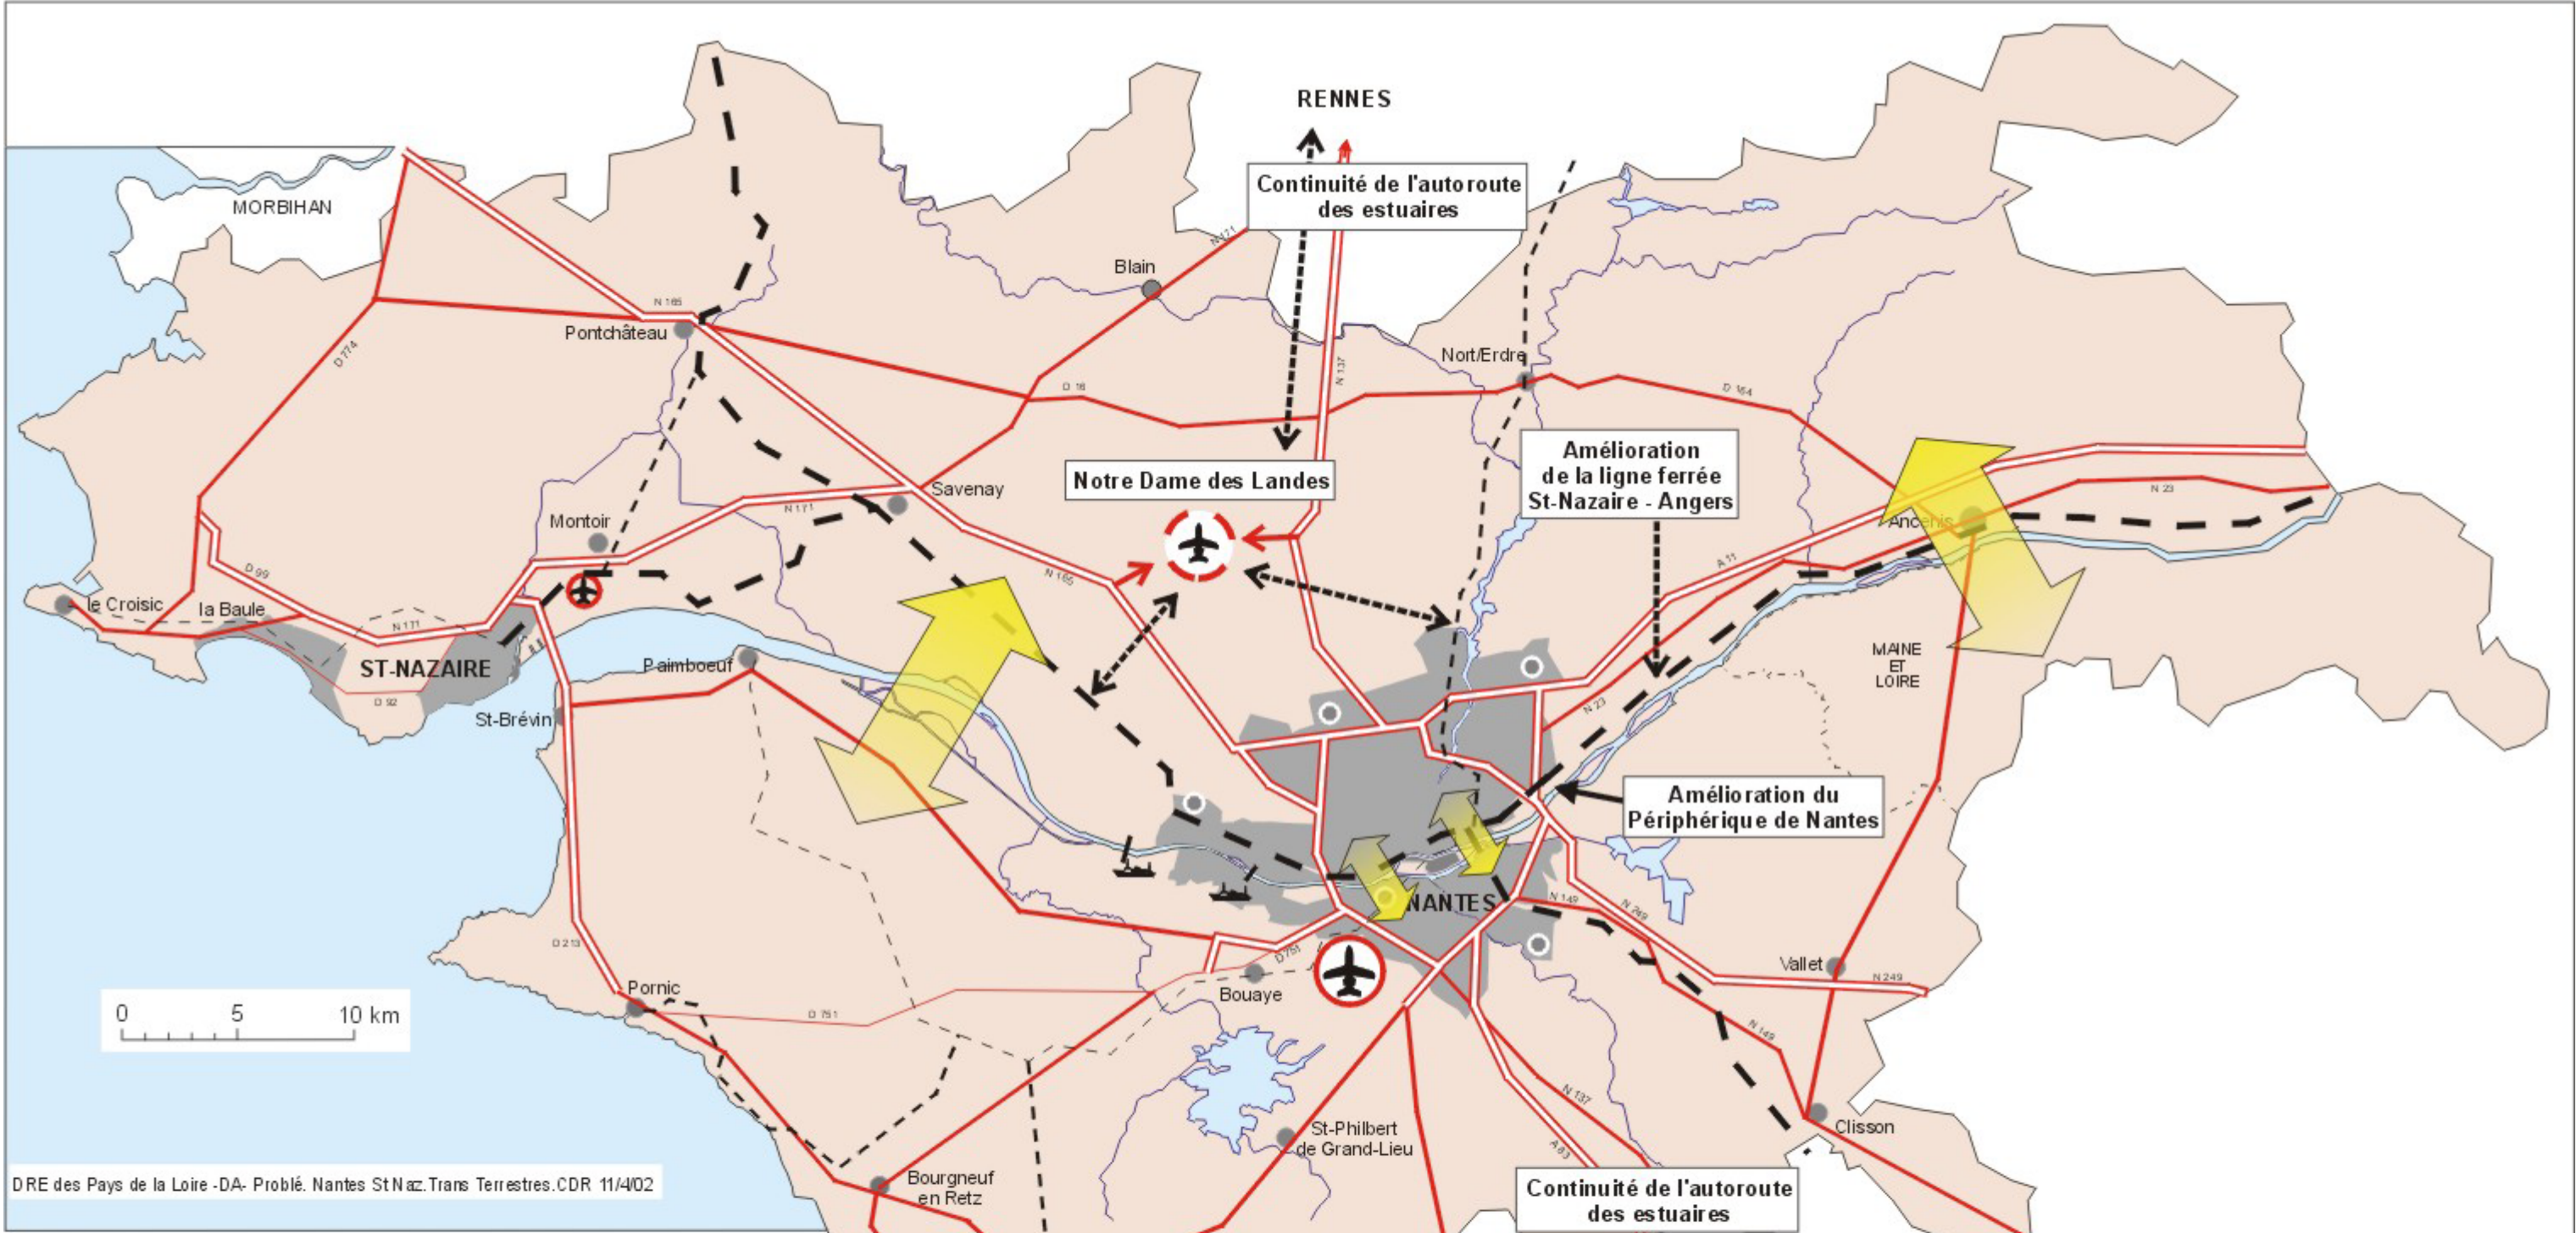 RENNES
Continuité de l'autoroute
des estuaires
MORBIHAN
N 171
Blain
N 165
Pontchâteau
D 774
D 16
N 137
Nort/Erdre
D 164
Amélioration
de la ligne ferrée
St-Nazaire - Angers
Notre Dame des Landes
Savenay
N 171
Montoir
N 23
Ancenis
A 11
N 165
D 99
le Croisic
la Baule
N 171
ST-NAZAIRE
Paimboeuf
D 92
St-Brévin
MAINE
ET
LOIRE
N 23
Amélioration du
Périphérique de Nantes
NANTES
N 149
N 249
D 213
D751
Bouaye
Vallet
N 249
Pornic
D 751
0 5 10 km
N 149
N 137
Clisson
St-Philbert
de Grand-Lieu
A 83
Bourgneuf
en Retz
DRE des Pays de la Loire -DA- Problé. Nantes St Naz.Trans Terrestres.CDR 11/4/02
Continuité de l'autoroute
des estuaires